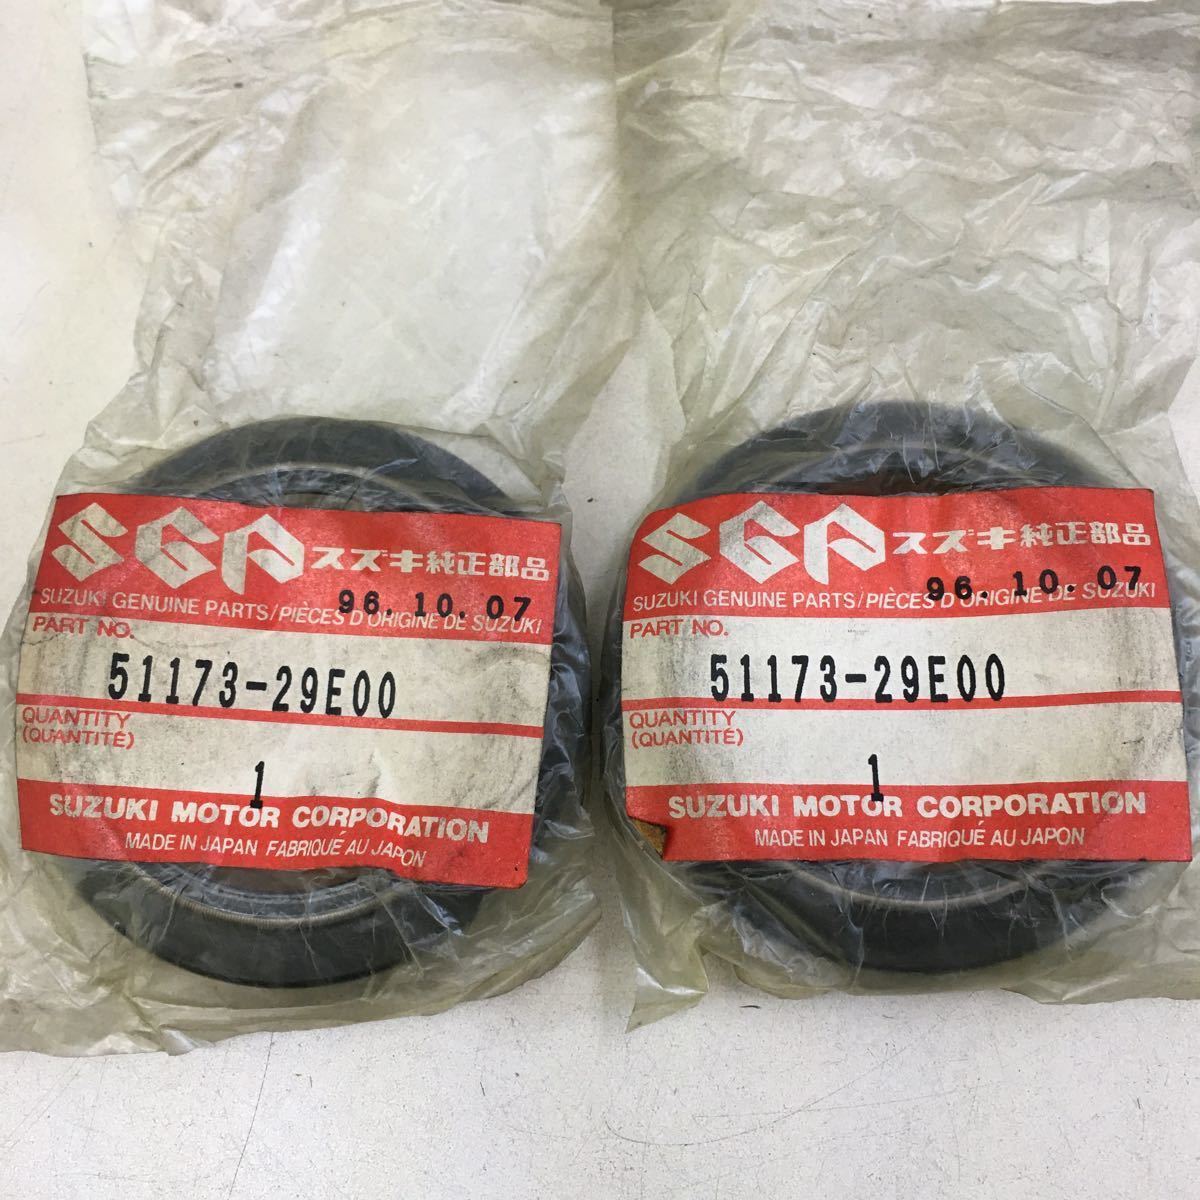 SGP スズキ純正部品
96.10.07
SUZUKI GENUINE PARTS/PIÈCES D'ORIGINE DE SUZUKI
PART NO.
51173-29E00
QUANTITY
(QUANTITÉ)
1
SUZUKI MOTOR CORPORATION
MADE IN JAPAN FABRIQUÉ AU JAPON
SGP スズキ純正部品
96.10.07
SUZUKI GENUINE PARTS/PIÈCES D'ORIGINE DE SUZUKI
PART NO.
51173-29E00
QUANTITY
(QUANTITÉ)
1
SUZUKI MOTOR CORPORATION
MADE IN JAPAN FABRIQUÉ AU JAPON